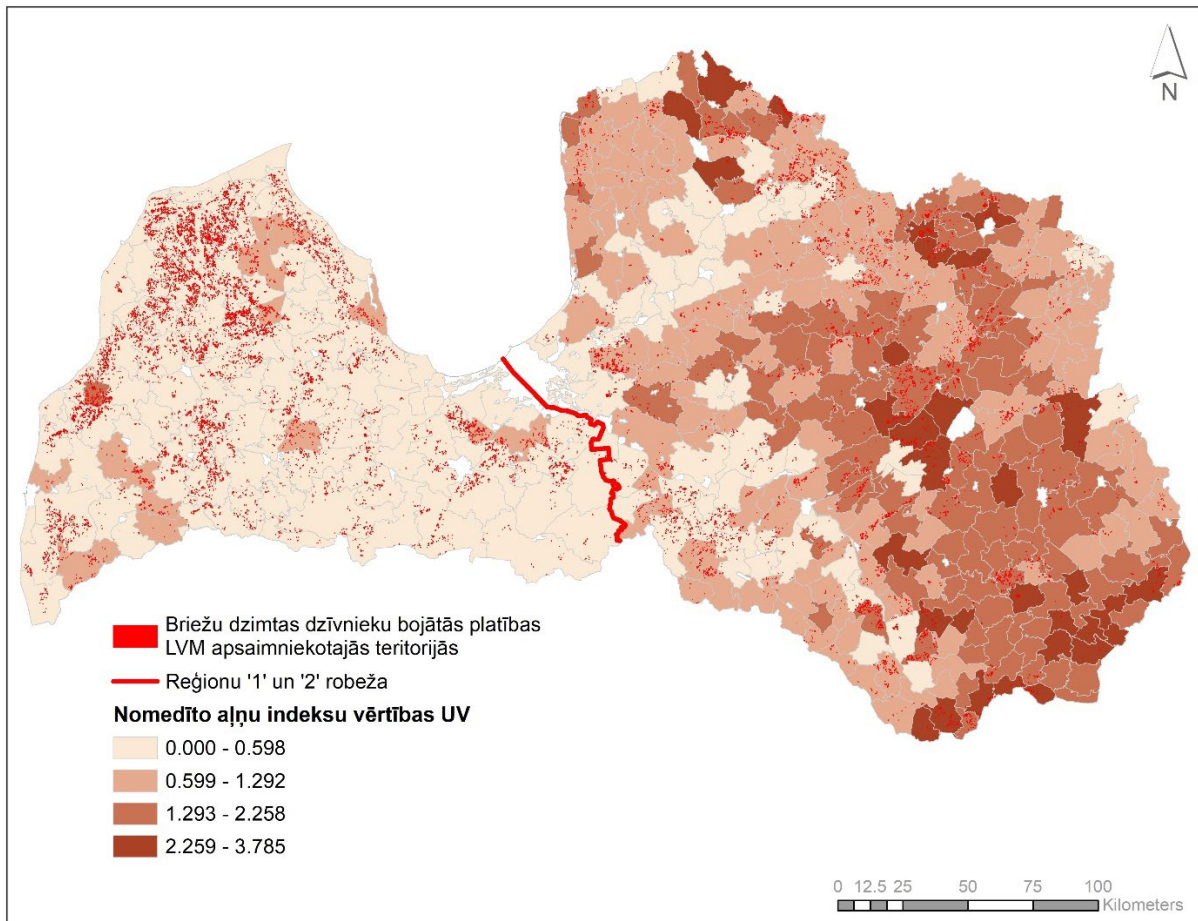 N
Briežu dzimtas dzīvnieku bojātās platības
LVM apsaimniekotajās teritorijās
Reģionu '1' un '2' robeža
Nomedīto aļņu indeksu vērtības UV
0.000 - 0.598
0.599 - 1.292
1.293 - 2.258
2.259 - 3.785
0 12.5 25 50 75 100
Kilometers